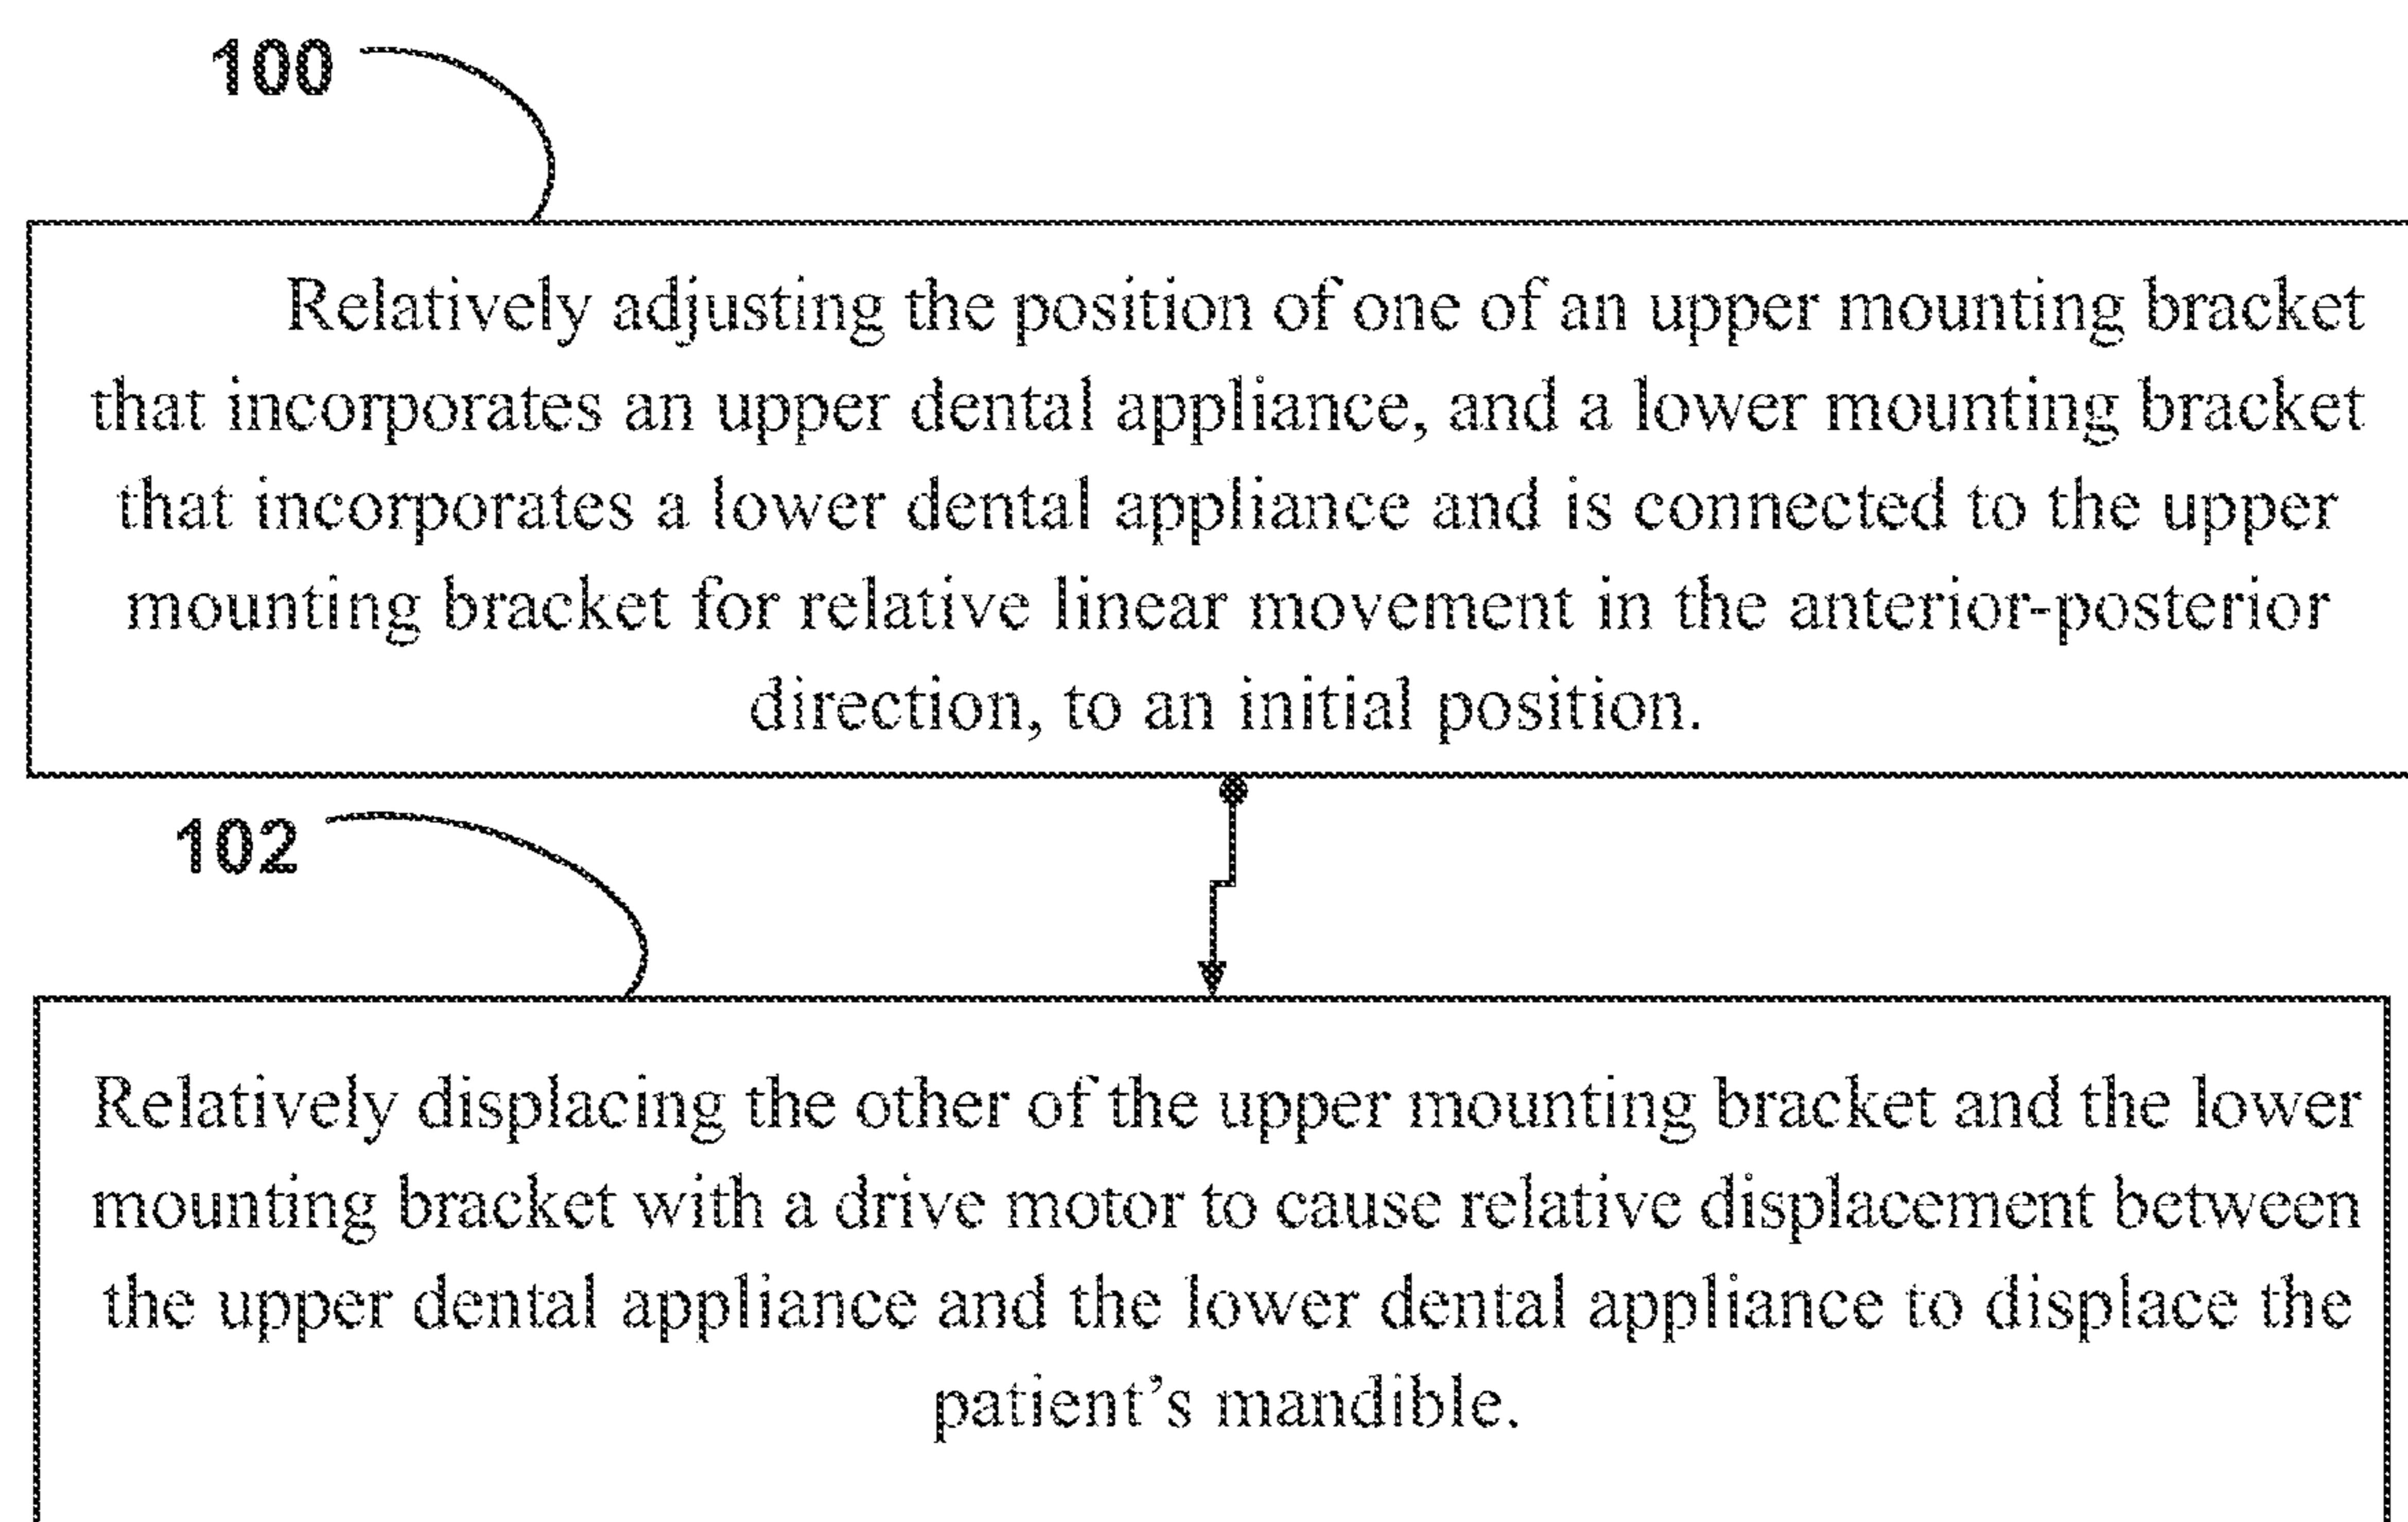 100
Relatively adjusting the position of one of an upper mounting bracket
that incorporates an upper dental appliance, and a lower mounting bracket
that incorporates a lower dental appliance and is connected to the upper
mounting bracket for relative linear movement in the anterior-posterior
direction, to an initial position.
102
Relatively displacing the other of the upper mounting bracket and the lower
mounting bracket with a drive motor to cause relative displacement between
the upper dental appliance and the lower dental appliance to displace the
patient’s mandible.